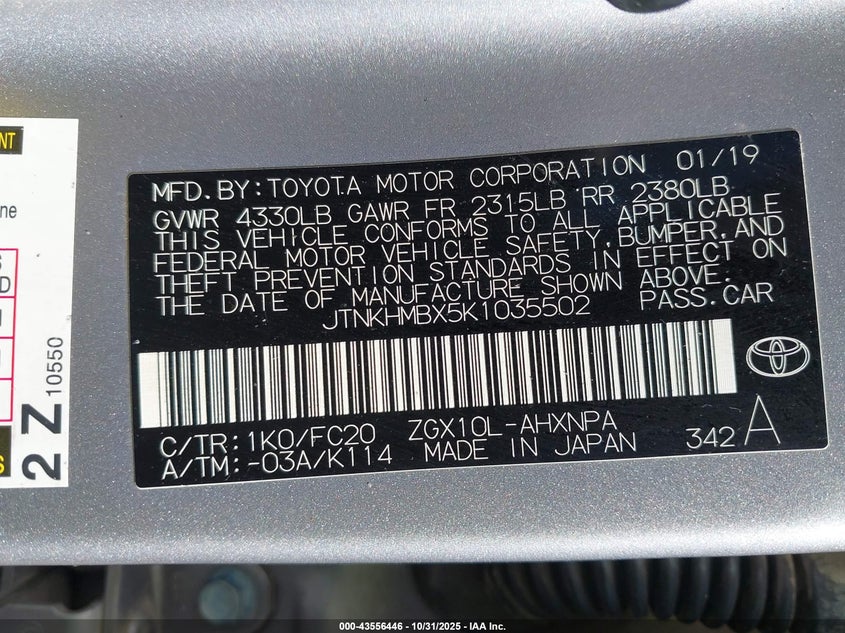 MFD.BY:TOYOTA MOTOR CORPORATION 01/19
GVWR 4330LB GAWR FR 2315LB RR 2380LB
THIS VEHICLE CONFORMS TO ALL APPLICABLE
FEDERAL MOTOR VEHICLE SAFETY,BUMPER,AND
THEFT PREVENTION STANDARDS IN EFFECT ON
THE DATE OF MANUFACTURE SHOWN ABOVE.
JTNKHMBX5K1035502 PASS.CAR
C/TR:1K0/FC20 ZGX10L-AHXNPA
A/TM:-03A/K114 MADE IN JAPAN 342 A
NT
ne
S
D
2 Z 10550
S
000-43556446 - 10/31/2025 - IAA Inc.